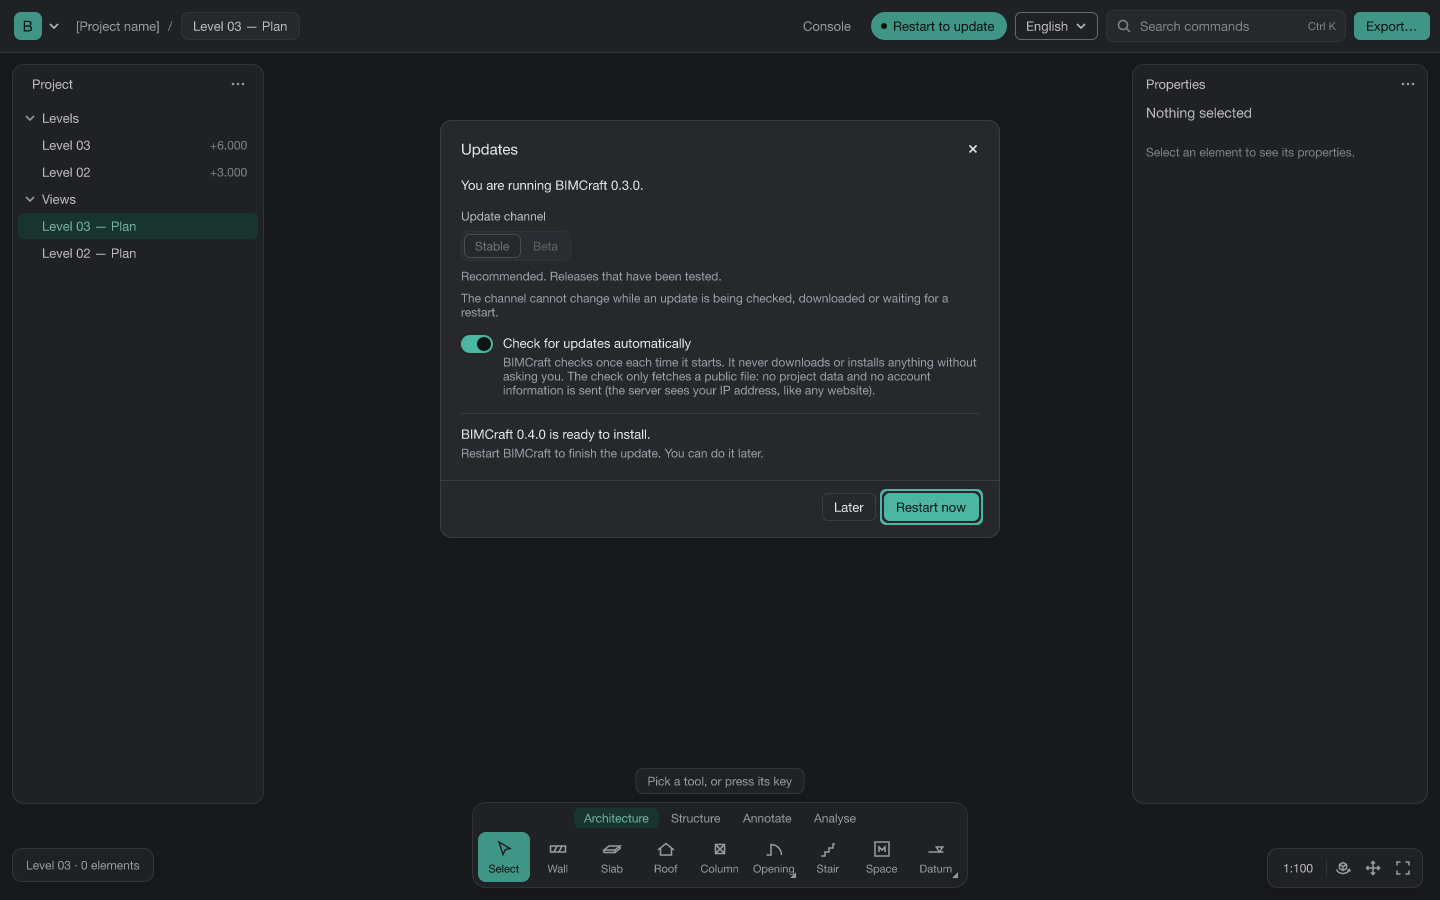 B
[Project name] / Level 03 — Plan
Console
Restart to update
English
Search commands Ctrl K
Export...
Project
Levels
Level 03 +6.000
Level 02 +3.000
Views
Level 03 — Plan
Level 02 — Plan
Updates
You are running BIMCraft 0.3.0.
Update channel
Stable Beta
Recommended. Releases that have been tested.
The channel cannot change while an update is being checked, downloaded or waiting for a
restart.
Check for updates automatically
BIMCraft checks once each time it starts. It never downloads or installs anything without
asking you. The check only fetches a public file: no project data and no account
information is sent (the server sees your IP address, like any website).
BIMCraft 0.4.0 is ready to install.
Restart BIMCraft to finish the update. You can do it later.
Later Restart now
Properties
Nothing selected
Select an element to see its properties.
Pick a tool, or press its key
Architecture Structure Annotate Analyse
Select Wall Slab Roof Column Opening Stair Space Datum
Level 03 · 0 elements
1:100